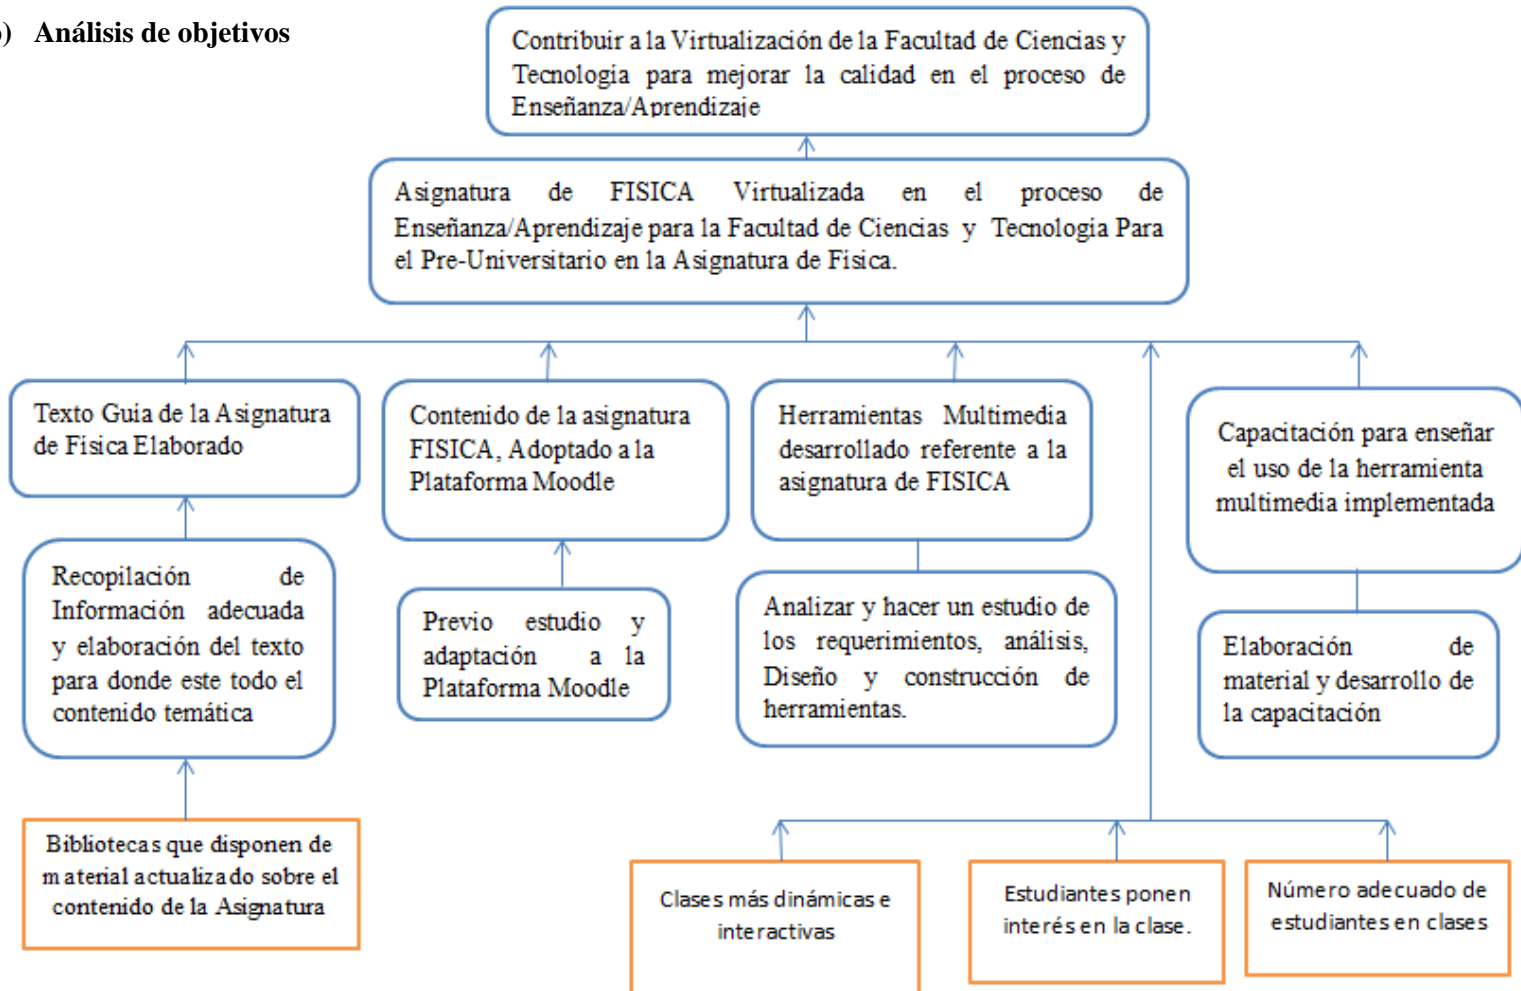 ) Análisis de objetivos
Contribuir a la Virtualización de la Facultad de Ciencias y
Tecnología para mejorar la calidad en el proceso de
Enseñanza/Aprendizaje
Asignatura de FISICA Virtualizada en el proceso de
Enseñanza/Aprendizaje para la Facultad de Ciencias y Tecnología Para
el Pre-Universitario en la Asignatura de Física.
Texto Guía de la Asignatura
de Física Elaborado
Contenido de la asignatura
FISICA, Adoptado a la
Plataforma Moodle
Herramientas Multimedia
desarrollado referente a la
asignatura de FISICA
Capacitación para enseñar
el uso de la herramienta
multimedia implementada
Recopilación de
Información adecuada
y elaboración del texto
para donde este todo el
contenido temática
Previo estudio y
adaptación a la
Plataforma Moodle
Analizar y hacer un estudio de
los requerimientos, análisis,
Diseño y construcción de
herramientas.
Elaboración de
material y desarrollo de
la capacitación
Bibliotecas que disponen de
material actualizado sobre el
contenido de la Asignatura
Clases más dinámicas e
interactivas
Estudiantes ponen
interés en la clase.
Número adecuado de
estudiantes en clases